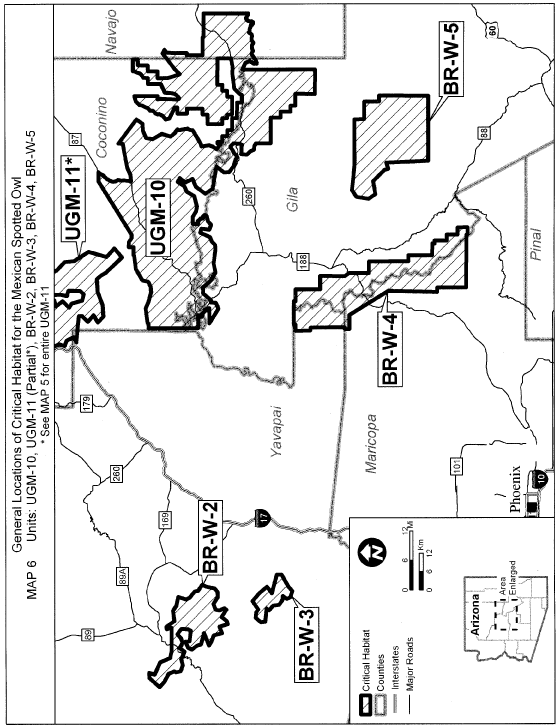 General Locations of Critical Habitat for the Mexican Spotted Owl
MAP 6 Units: UGM-10, UGM-11 (Partial*), BR-W-2, BR-W-3, BR-W-4, BR-W-5
* See MAP 5 for entire UGM-11
89
89A
260
179
UGM-11*
87
Coconino
Navajo
169
UGM-10
BR-W-2
17
Yavapai
260
188
Gila
BR-W-3
BR-W-4
BR-W-5
Maricopa
88
60
101
Pinal
Phoenix
10
Critical Habitat
Counties
Interstates
Major Roads
N
0 6 12
M
0 6 12
Km
Arizona
Area
Enlarged